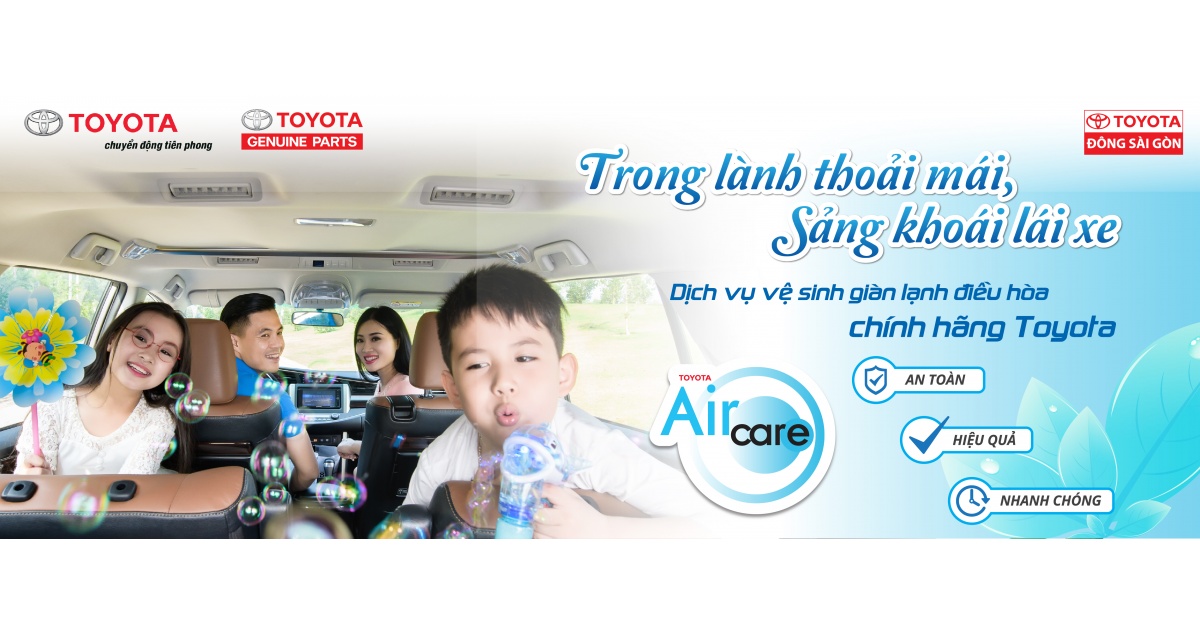 TOYOTA
chuyển động tiên phong
TOYOTA
GENUINE PARTS
TOYOTA
ĐÔNG SÀI GÒN
Trong lành thoải mái,
Sảng khoái lái xe
Dịch vụ vệ sinh giàn lạnh điều hòa
chính hãng Toyota
TOYOTA
Air
care
AN TOÀN
HIỆU QUẢ
NHANH CHÓNG